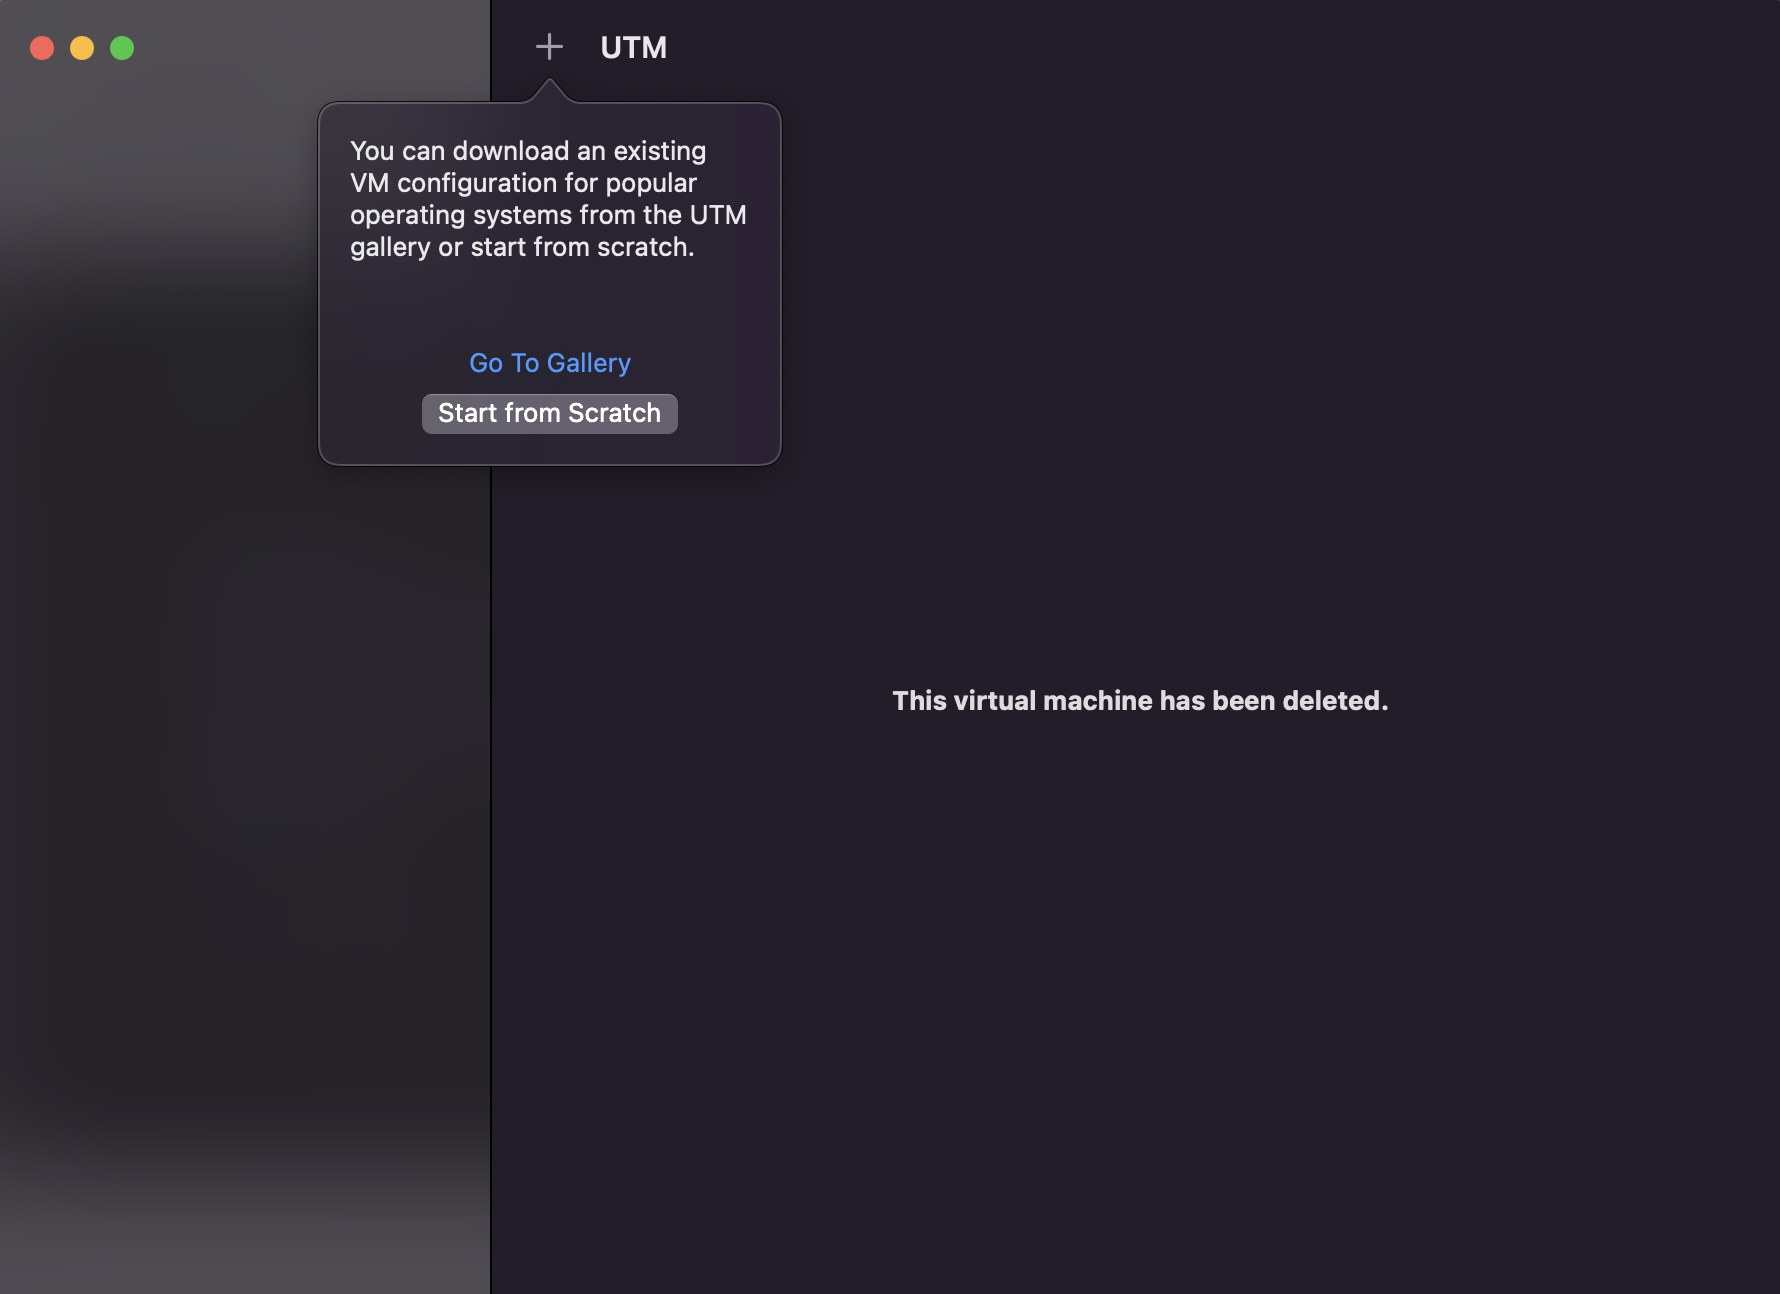 UTM
You can download an existing
VM configuration for popular
operating systems from the UTM
gallery or start from scratch.
Go To Gallery
Start from Scratch
This virtual machine has been deleted.